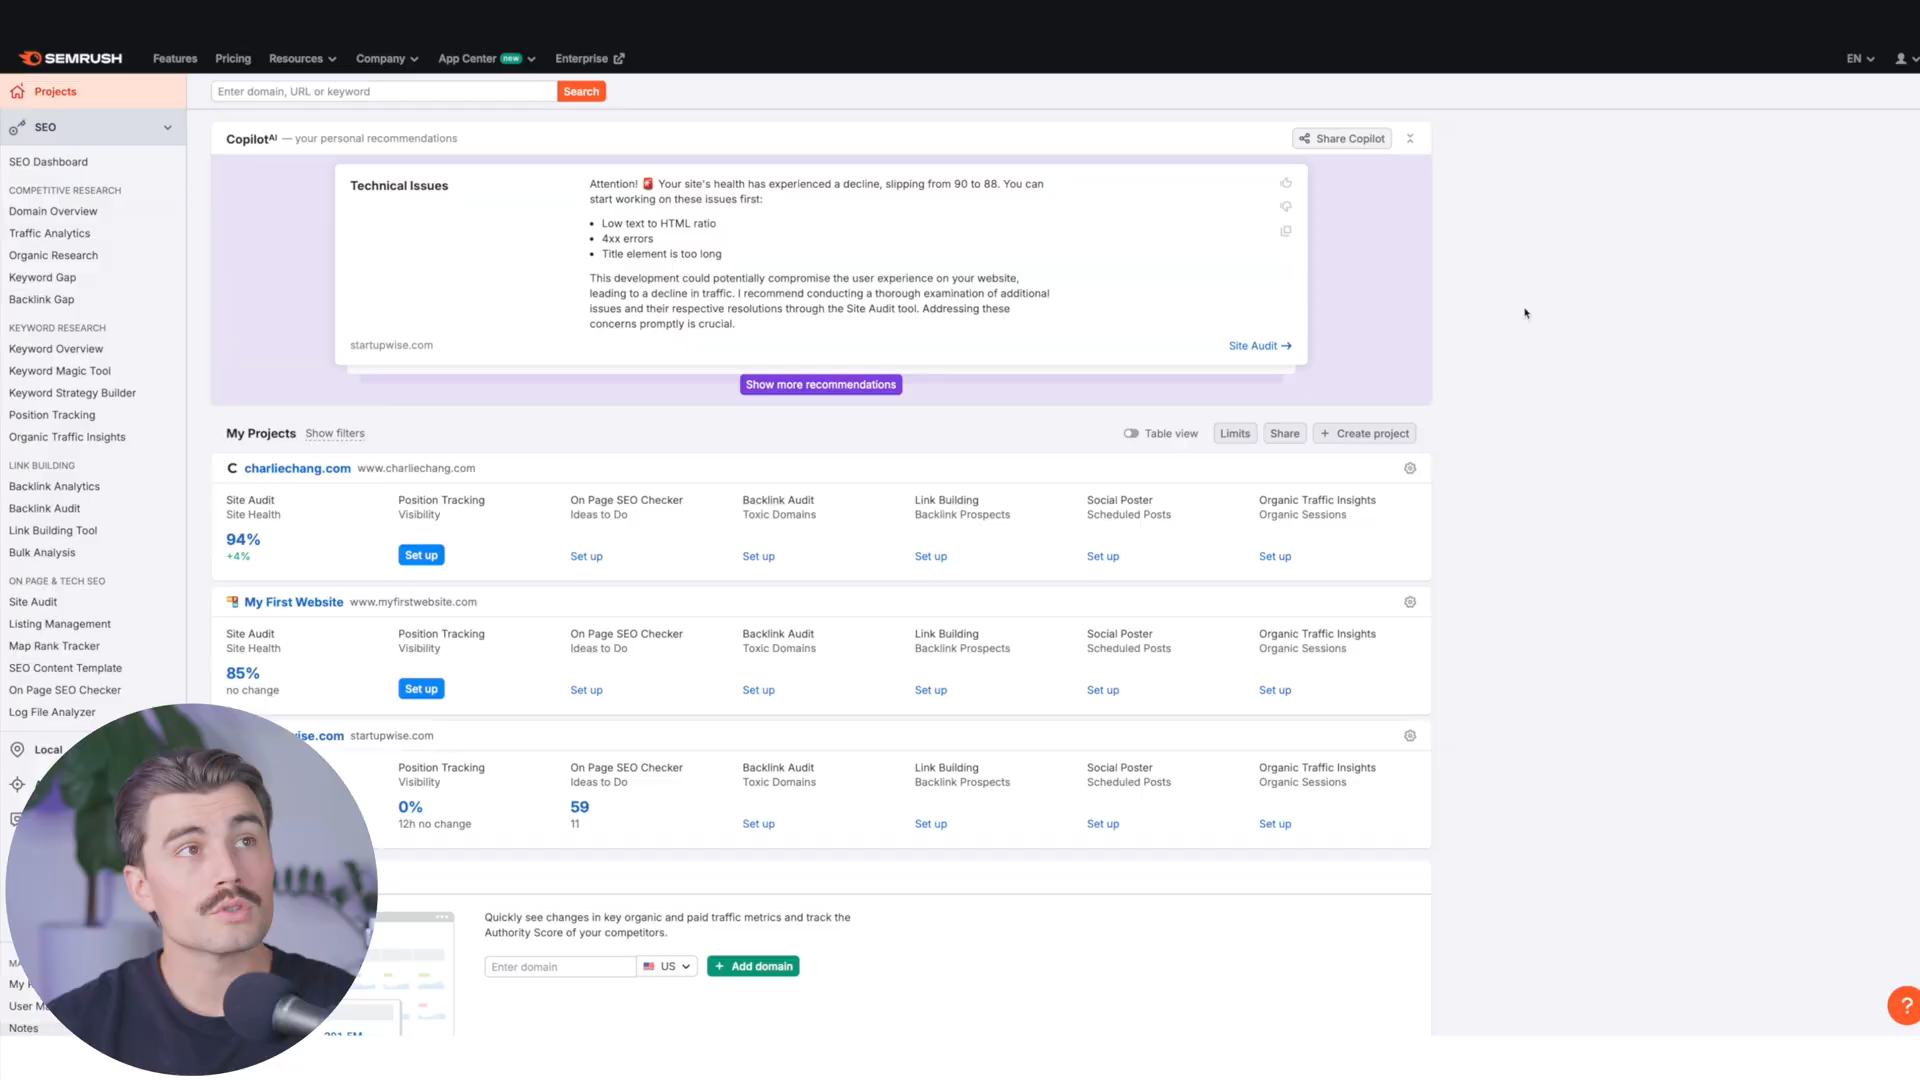 SEMRUSH
Features
Pricing
Resources
Company
App Center new
Enterprise
EN
Projects
Enter domain, URL or keyword
Search
SEO
SEO Dashboard
COMPETITIVE RESEARCH
Domain Overview
Traffic Analytics
Organic Research
Keyword Gap
Backlink Gap
KEYWORD RESEARCH
Keyword Overview
Keyword Magic Tool
Keyword Strategy Builder
Position Tracking
Organic Traffic Insights
LINK BUILDING
Backlink Analytics
Backlink Audit
Link Building Tool
Bulk Analysis
ON PAGE & TECH SEO
Site Audit
Listing Management
Map Rank Tracker
SEO Content Template
On Page SEO Checker
Log File Analyzer
Local
My
User
Notes
Copilot AI — your personal recommendations
Share Copilot
Technical Issues
Attention! 🚨 Your site's health has experienced a decline, slipping from 90 to 88. You can
start working on these issues first:
• Low text to HTML ratio
• 4xx errors
• Title element is too long
This development could potentially compromise the user experience on your website,
leading to a decline in traffic. I recommend conducting a thorough examination of additional
issues and their respective resolutions through the Site Audit tool. Addressing these
concerns promptly is crucial.
startupwise.com
Site Audit →
Show more recommendations
My Projects Show filters
Table view
Limits
Share
+ Create project
C charliechang.com www.charliechang.com
Site Audit
Site Health
94%
+4%
Position Tracking
Visibility
Set up
On Page SEO Checker
Ideas to Do
Set up
Backlink Audit
Toxic Domains
Set up
Link Building
Backlink Prospects
Set up
Social Poster
Scheduled Posts
Set up
Organic Traffic Insights
Organic Sessions
Set up
My First Website www.myfirstwebsite.com
Site Audit
Site Health
85%
no change
Position Tracking
Visibility
Set up
On Page SEO Checker
Ideas to Do
Set up
Backlink Audit
Toxic Domains
Set up
Link Building
Backlink Prospects
Set up
Social Poster
Scheduled Posts
Set up
Organic Traffic Insights
Organic Sessions
Set up
wise.com startupwise.com
Position Tracking
Visibility
0%
12h no change
On Page SEO Checker
Ideas to Do
59
11
Backlink Audit
Toxic Domains
Set up
Link Building
Backlink Prospects
Set up
Social Poster
Scheduled Posts
Set up
Organic Traffic Insights
Organic Sessions
Set up
Quickly see changes in key organic and paid traffic metrics and track the
Authority Score of your competitors.
Enter domain
US
+ Add domain
?